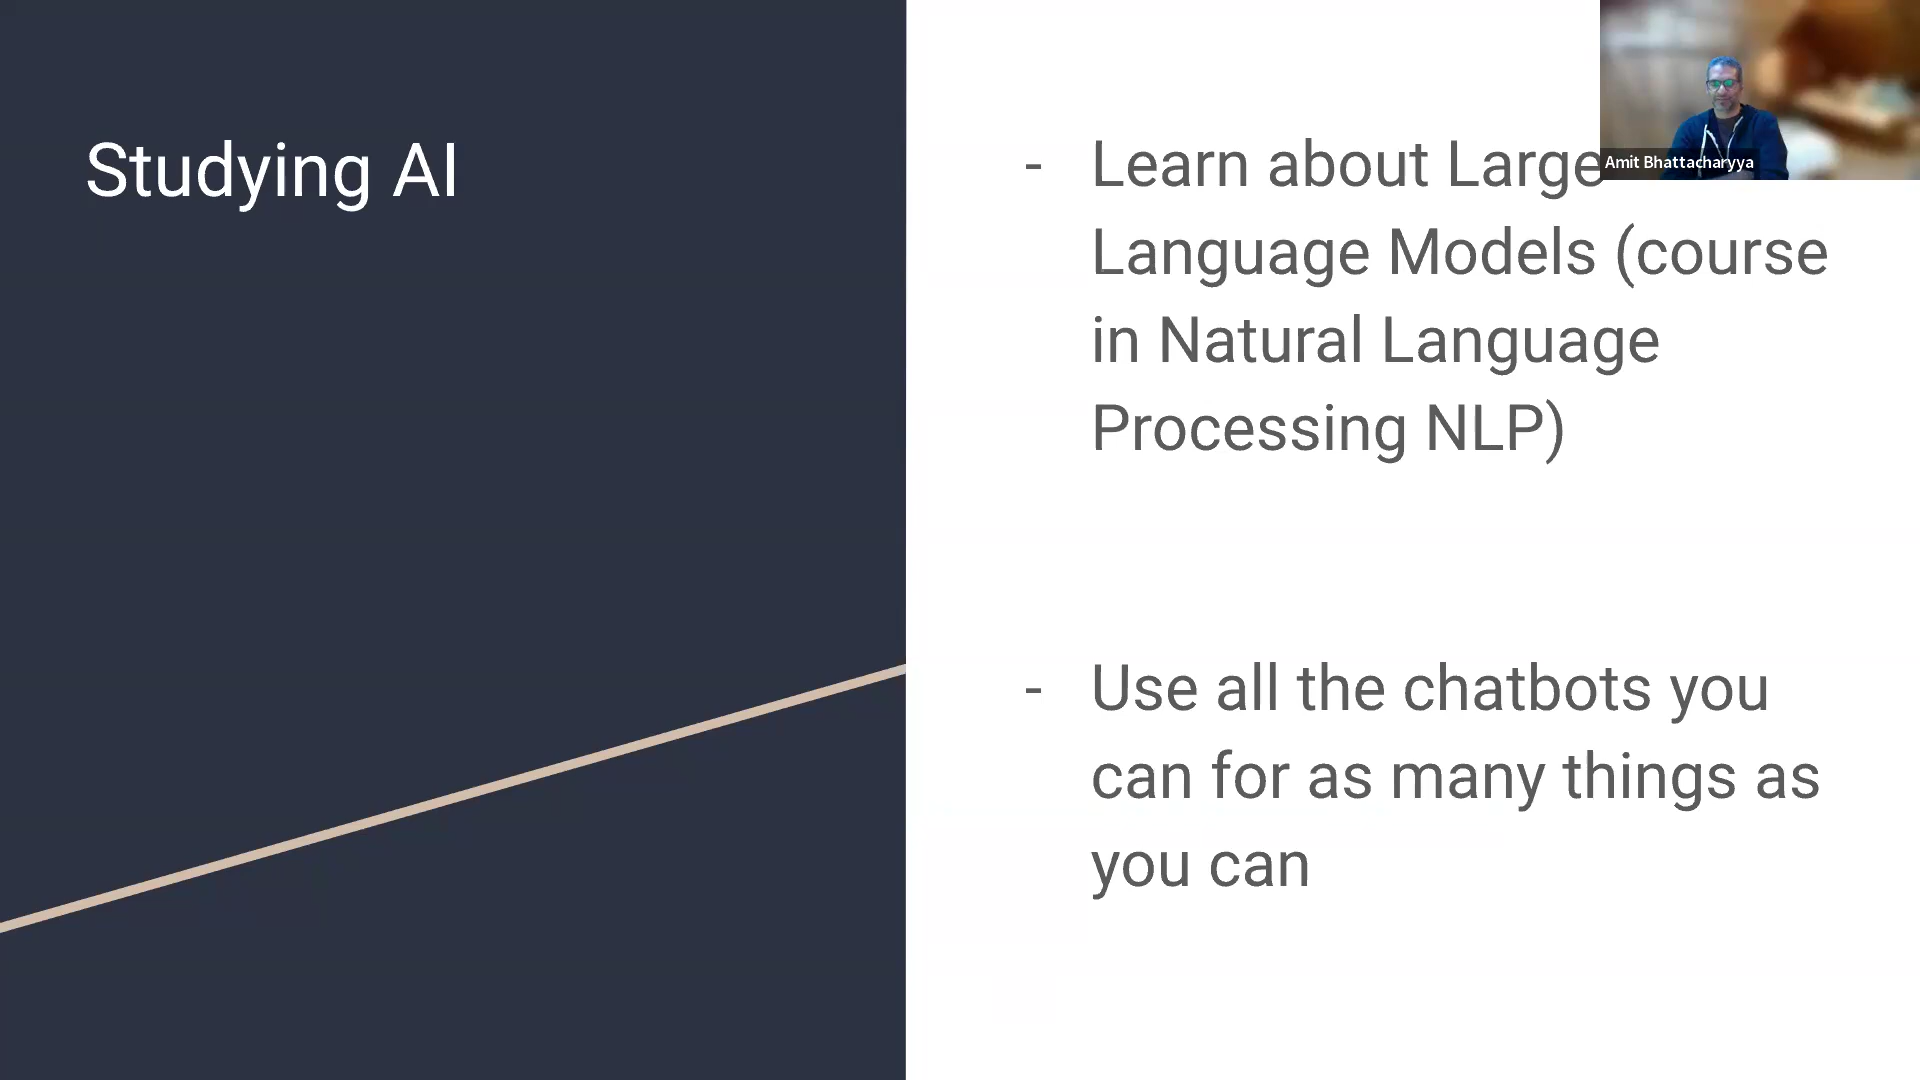 Studying AI
- Learn about Large
Language Models (course
in Natural Language
Processing NLP)
- Use all the chatbots you
can for as many things as
you can
Amit Bhattacharyya